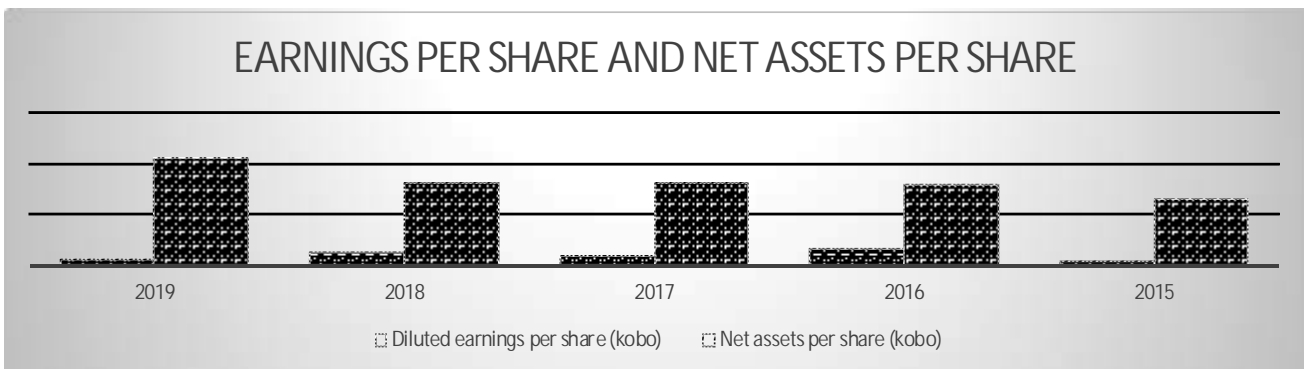 EARNINGS PER SHARE AND NET ASSETS PER SHARE
2019 2018 2017 2016 2015
Diluted earnings per share (kobo) Net assets per share (kobo)